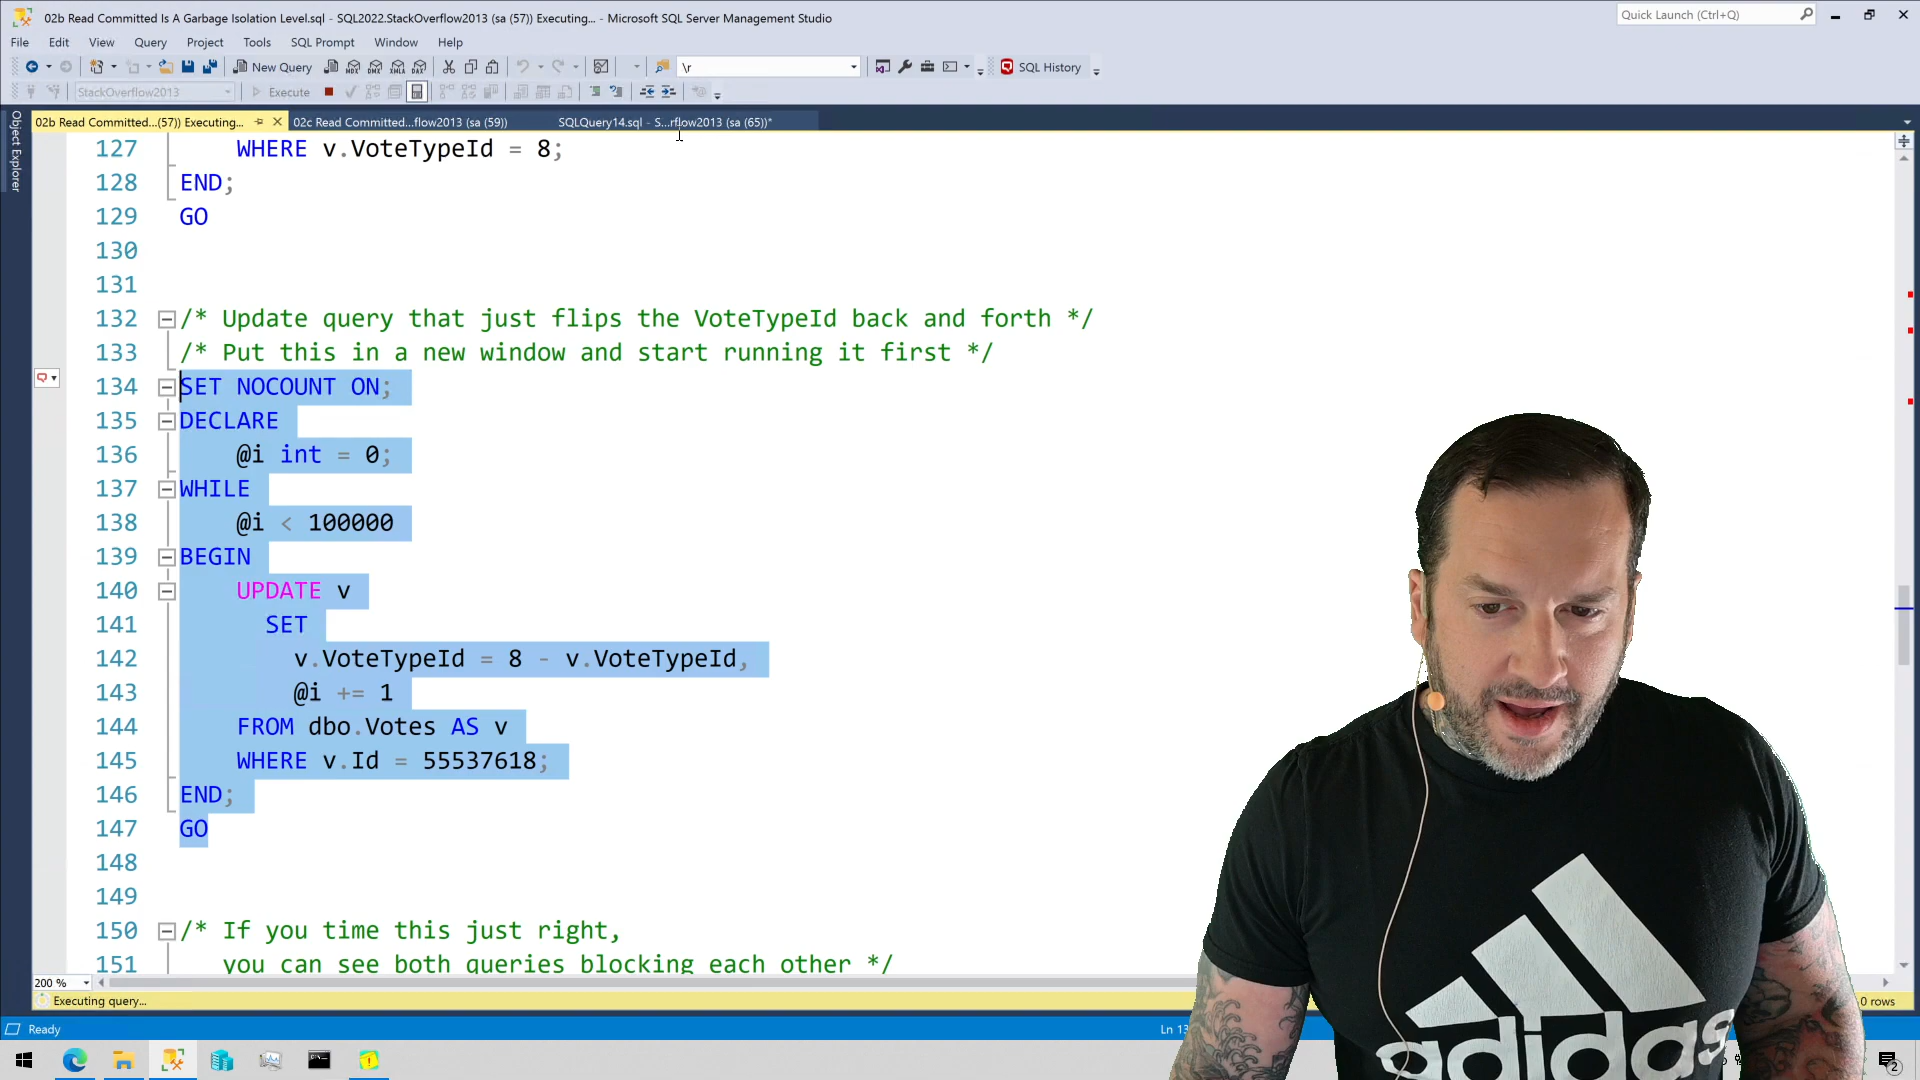 02b Read Committed Is A Garbage Isolation Level.sql - SQL2022.StackOverflow2013 (sa (57)) Executing... - Microsoft SQL Server Management Studio
Quick Launch (Ctrl+Q)
File Edit View Query Project Tools SQL Prompt Window Help
New Query
MDX DMX XMLA DAX
\r
SQL History
StackOverflow2013
Execute
02b Read Committed...(57)) Executing...
02c Read Committed...flow2013 (sa (59))
SQLQuery14.sql - S...rflow2013 (sa (65))*
Object Explorer
127 WHERE v.VoteTypeId = 8;
128 END;
129 GO
130
131
132 /* Update query that just flips the VoteTypeId back and forth */
133 /* Put this in a new window and start running it first */
134 SET NOCOUNT ON;
135 DECLARE
136 @i int = 0;
137 WHILE
138 @i < 100000
139 BEGIN
140 UPDATE v
141 SET
142 v.VoteTypeId = 8 - v.VoteTypeId,
143 @i += 1
144 FROM dbo.Votes AS v
145 WHERE v.Id = 55537618;
146 END;
147 GO
148
149
150 /* If you time this just right,
151 you can see both queries blocking each other */
200 %
Executing query...
0 rows
Ready
Ln 13
adidas
2